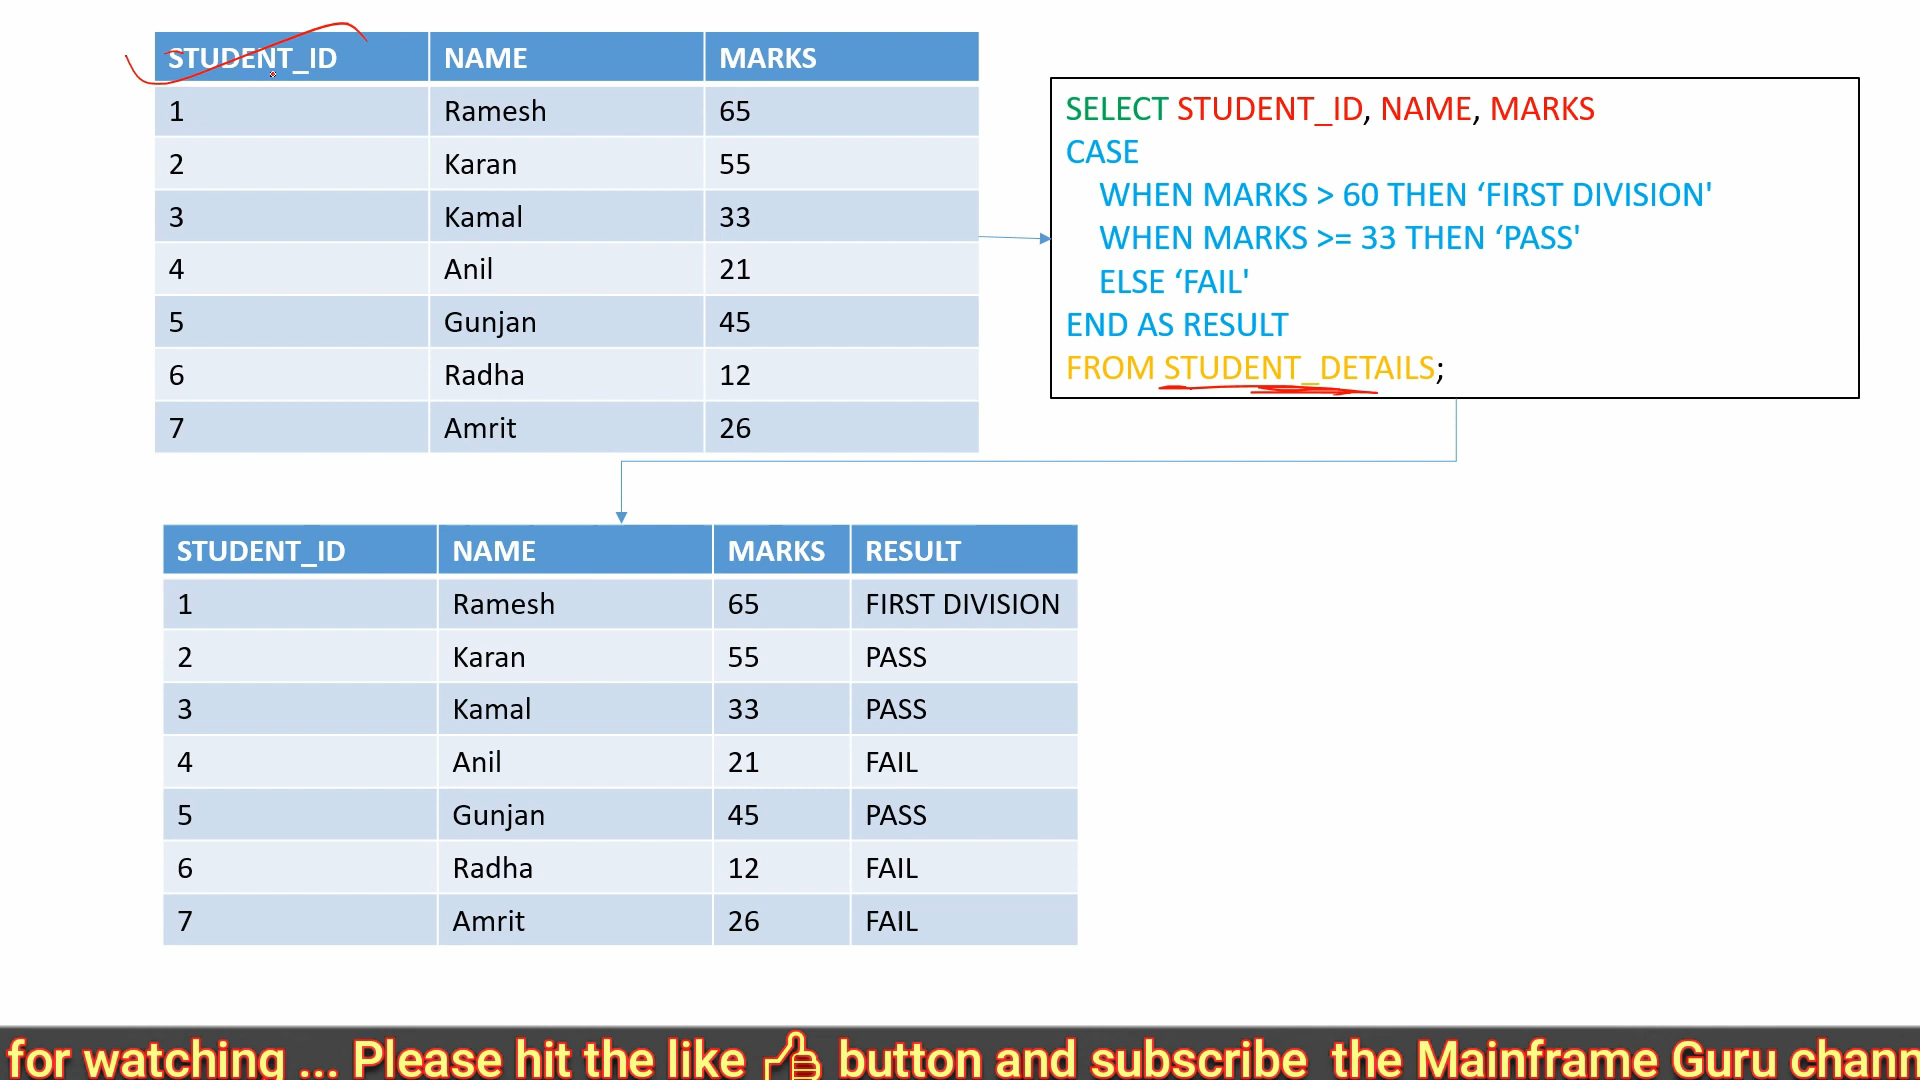 STUDENT_ID NAME MARKS
1 Ramesh 65
2 Karan 55
3 Kamal 33
4 Anil 21
5 Gunjan 45
6 Radha 12
7 Amrit 26
SELECT STUDENT_ID, NAME, MARKS
CASE
WHEN MARKS > 60 THEN ‘FIRST DIVISION'
WHEN MARKS >= 33 THEN ‘PASS'
ELSE ‘FAIL'
END AS RESULT
FROM STUDENT_DETAILS;
STUDENT_ID NAME MARKS RESULT
1 Ramesh 65 FIRST DIVISION
2 Karan 55 PASS
3 Kamal 33 PASS
4 Anil 21 FAIL
5 Gunjan 45 PASS
6 Radha 12 FAIL
7 Amrit 26 FAIL
for watching ... Please hit the like button and subscribe the Mainframe Guru chann